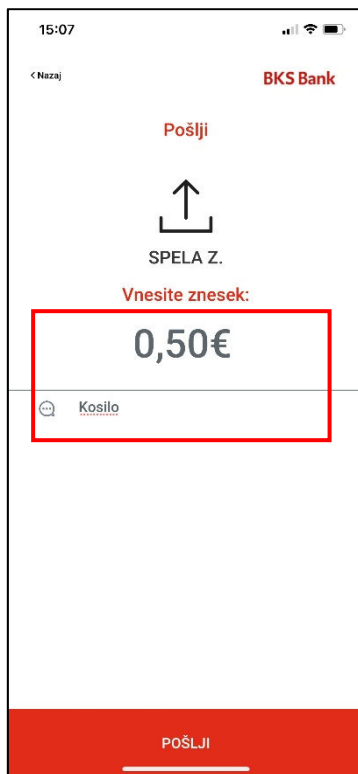 15:07
< Nazaj
BKS Bank
Pošlji
SPELA Z.
Vnesite znesek:
0,50€
Kosilo
POŠLJI